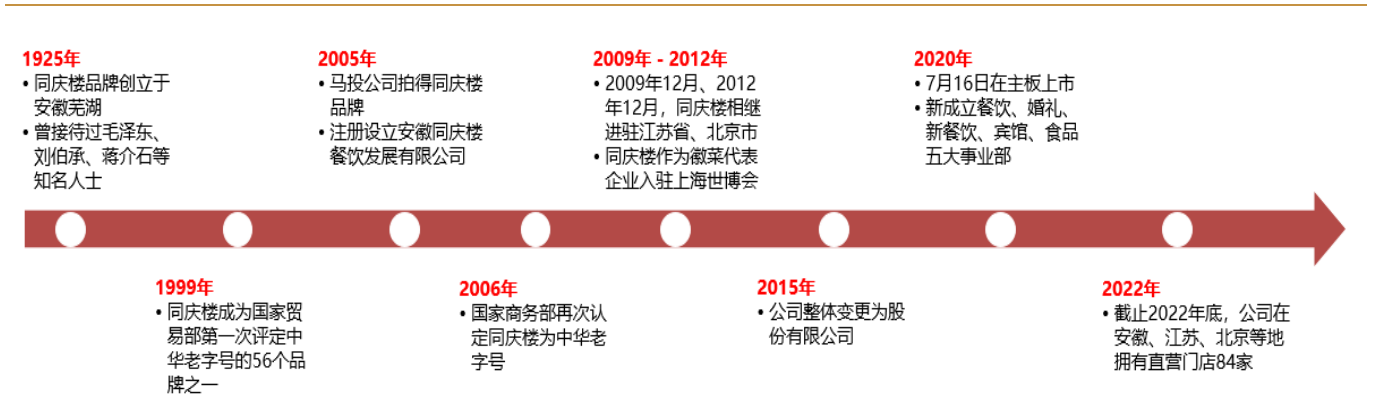 1925年
• 同庆楼品牌创立于
安徽芜湖
• 曾接待过毛泽东、
刘伯承、蒋介石等
知名人士
2005年
• 马投公司拍得同庆楼
品牌
• 注册设立安徽同庆楼
餐饮发展有限公司
2009年 - 2012年
• 2009年12月、2012
年12月，同庆楼相继
进驻江苏省、北京市
• 同庆楼作为徽菜代表
企业入驻上海世博会
2020年
• 7月16日在主板上市
• 新成立餐饮、婚礼、
新餐饮、宾馆、食品
五大事业部
1999年
• 同庆楼成为国家贸
易部第一次评定中
华老字号的56个品
牌之一
2006年
• 国家商务部再次认
定同庆楼为中华老
字号
2015年
• 公司整体变更为股
份有限公司
2022年
• 截止2022年底，公司在
安徽、江苏、北京等地
拥有直营门店84家